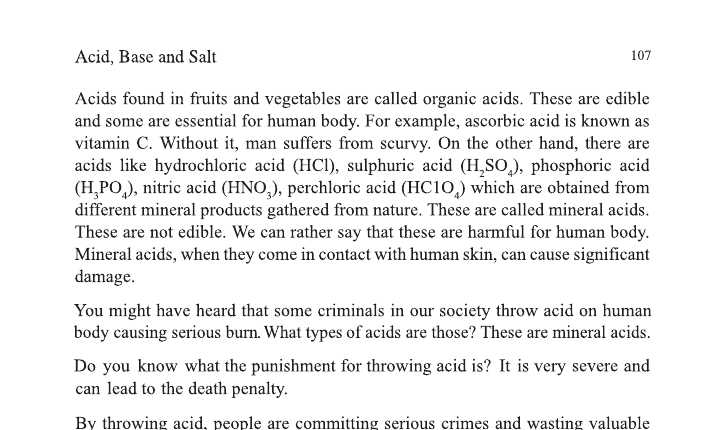 Acid, Base and Salt 107
Acids found in fruits and vegetables are called organic acids. These are edible
and some are essential for human body. For example, ascorbic acid is known as
vitamin C. Without it, man suffers from scurvy. On the other hand, there are
acids like hydrochloric acid (HCl), sulphuric acid (H₂SO₄), phosphoric acid
(H₃PO₄), nitric acid (HNO₃), perchloric acid (HC1O₄) which are obtained from
different mineral products gathered from nature. These are called mineral acids.
These are not edible. We can rather say that these are harmful for human body.
Mineral acids, when they come in contact with human skin, can cause significant
damage.
You might have heard that some criminals in our society throw acid on human
body causing serious burn. What types of acids are those? These are mineral acids.
Do you know what the punishment for throwing acid is? It is very severe and
can lead to the death penalty.
By throwing acid, people are committing serious crimes and wasting valuable